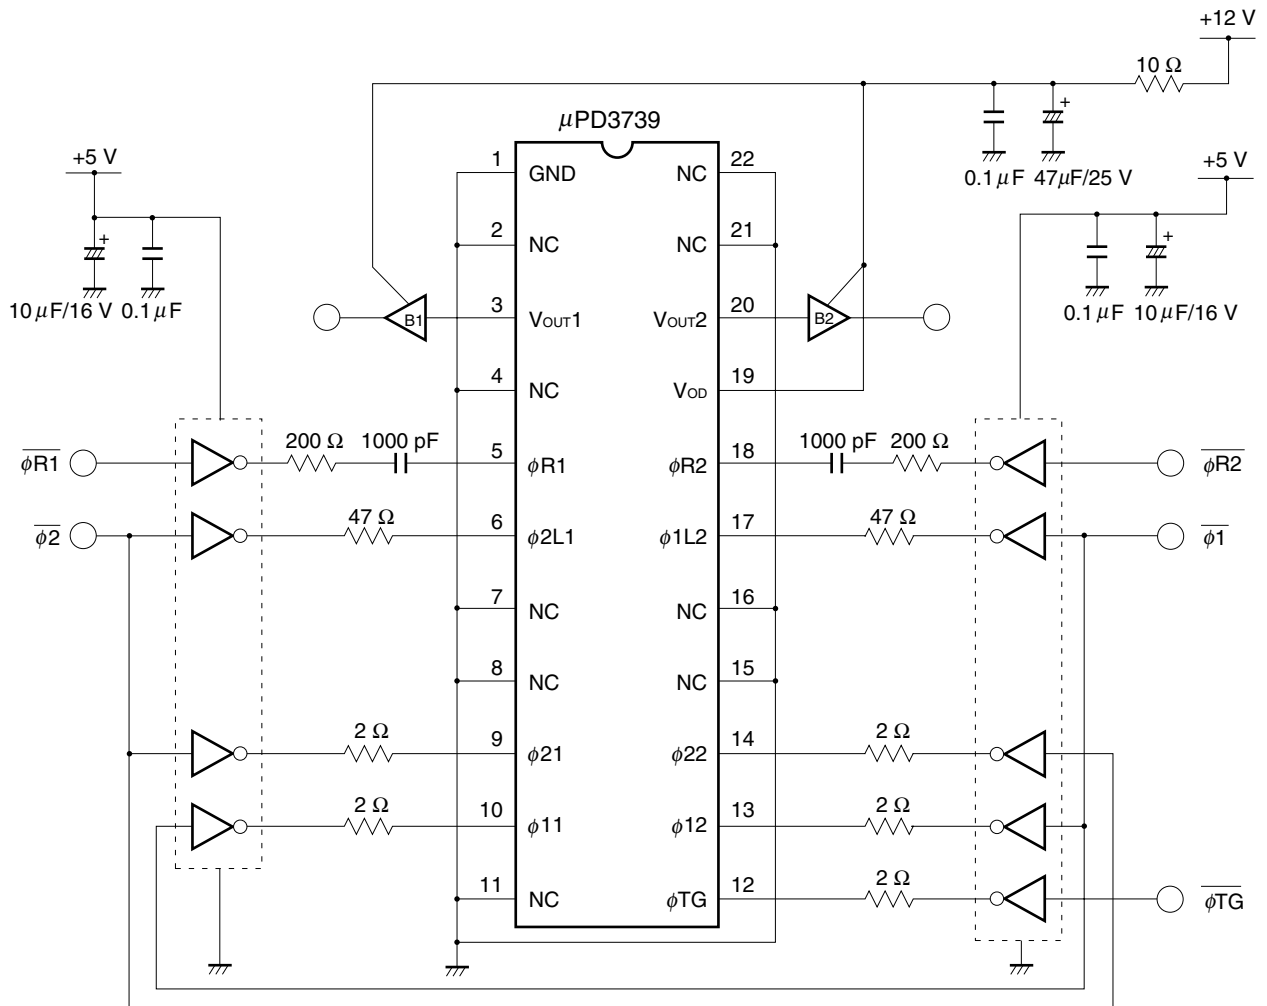 +12 V
10 Ω
0.1 μF 47μF/25 V
+5 V
0.1 μF 10 μF/16 V
+5 V
10 μF/16 V 0.1 μF
μPD3739
1 GND NC 22
2 NC NC 21
B1 3 VOUT1 VOUT2 20 B2
4 NC VOD 19
φR1 200 Ω 1000 pF 5 φR1 φR2 18 1000 pF 200 Ω φR2
φ2 47 Ω 6 φ2L1 φ1L2 17 47 Ω φ1
7 NC NC 16
8 NC NC 15
2 Ω 9 φ21 φ22 14 2 Ω
2 Ω 10 φ11 φ12 13 2 Ω
11 NC φTG 12 2 Ω φTG